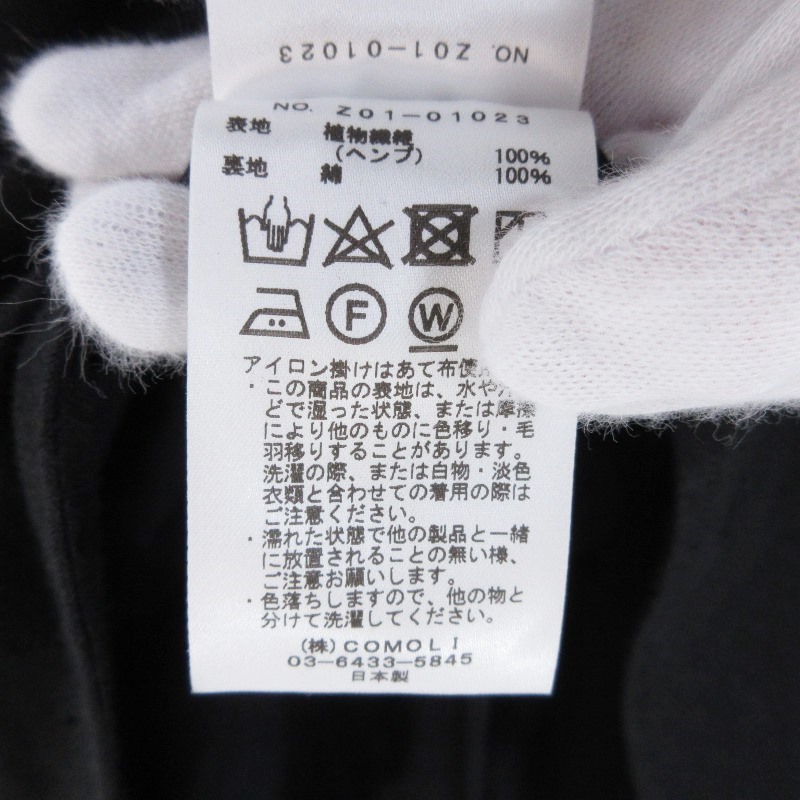 NO. Z01-01023
NO. Z01-01023
表地 植物繊維
(ヘンプ) 100%
裏地 綿 100%
F W
アイロン掛けはあて布使
・この商品の表地は、水や
どで湿った状態、または摩擦
により他のものに色移り・毛
羽移りすることがあります。
洗濯の際、または白物・淡色
衣類と合わせての着用の際は
ご注意ください。
・濡れた状態で他の製品と一緒
に放置されることの無い様、
ご注意お願いします。
・色落ちしますので、他の物と
分けて洗濯してください。
(株)COMOLI
03-6433-5845
日本製